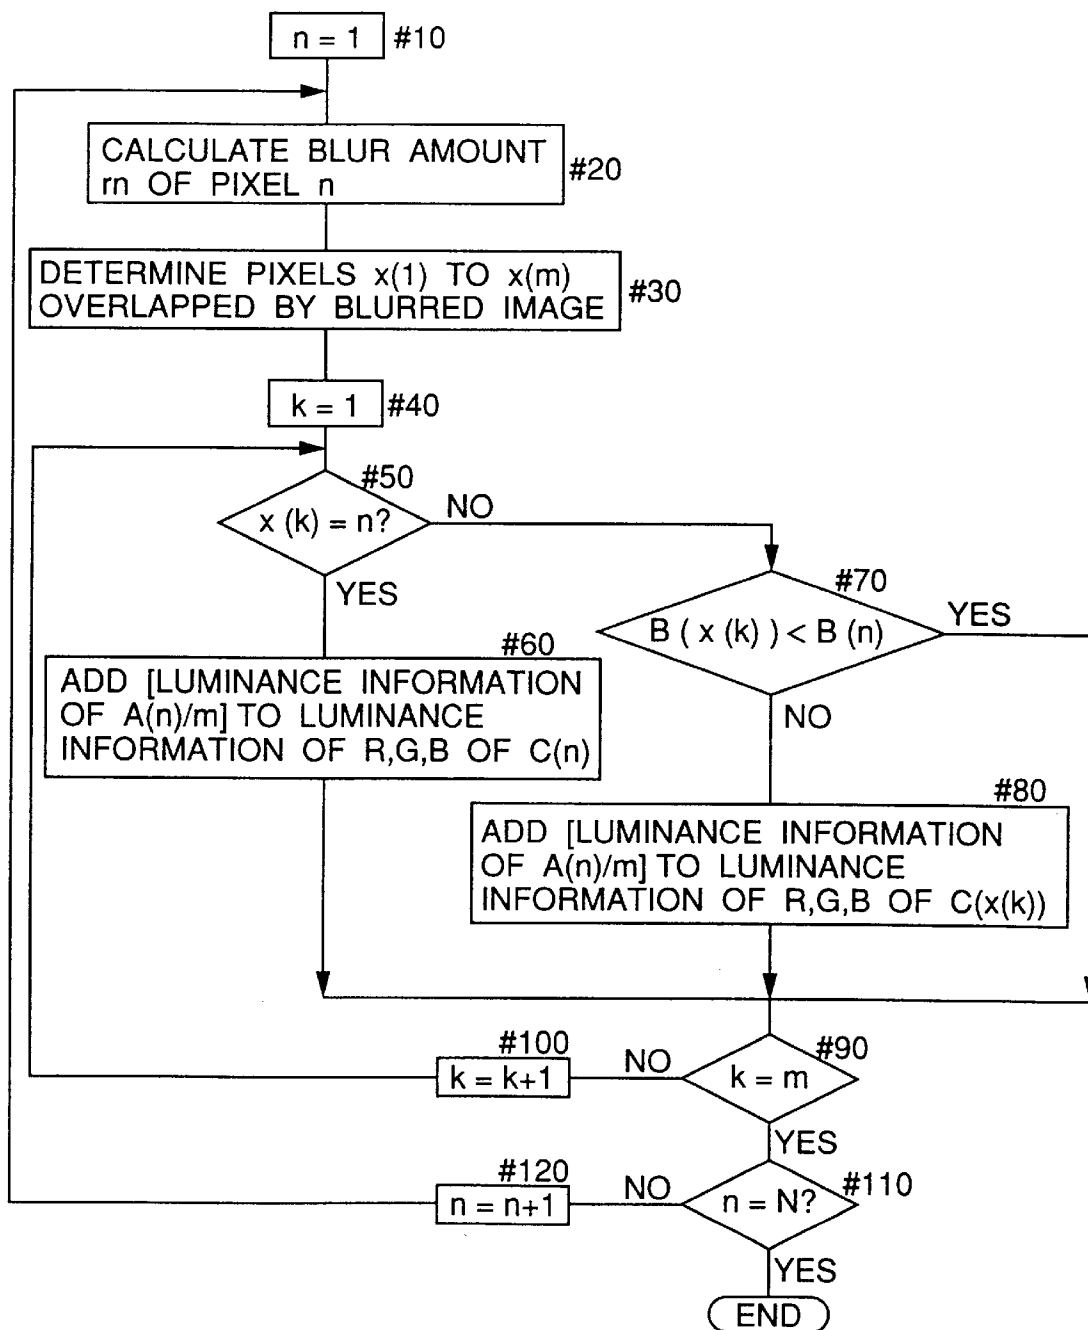 n = 1 #10
CALCULATE BLUR AMOUNT
rn OF PIXEL n
#20
DETERMINE PIXELS x(1) TO x(m)
OVERLAPPED BY BLURRED IMAGE
#30
k = 1 #40
#50
x (k) = n?
NO
YES
#70
B ( x (k) ) < B (n)
YES
NO
#60
ADD [LUMINANCE INFORMATION
OF A(n)/m] TO LUMINANCE
INFORMATION OF R,G,B OF C(n)
#80
ADD [LUMINANCE INFORMATION
OF A(n)/m] TO LUMINANCE
INFORMATION OF R,G,B OF C(x(k))
#100
k = k+1
NO
#90
k = m
YES
#120
n = n+1
NO
#110
n = N?
YES
END